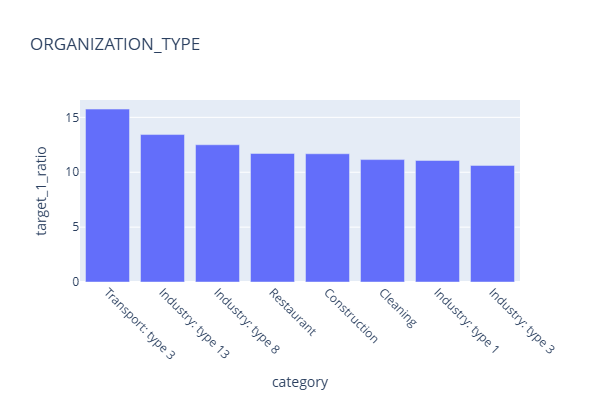 ORGANIZATION_TYPE
target_1_ratio
15
10
5
0
Transport: type 3
Industry: type 13
Industry: type 8
Restaurant
Construction
Cleaning
Industry: type 1
Industry: type 3
category